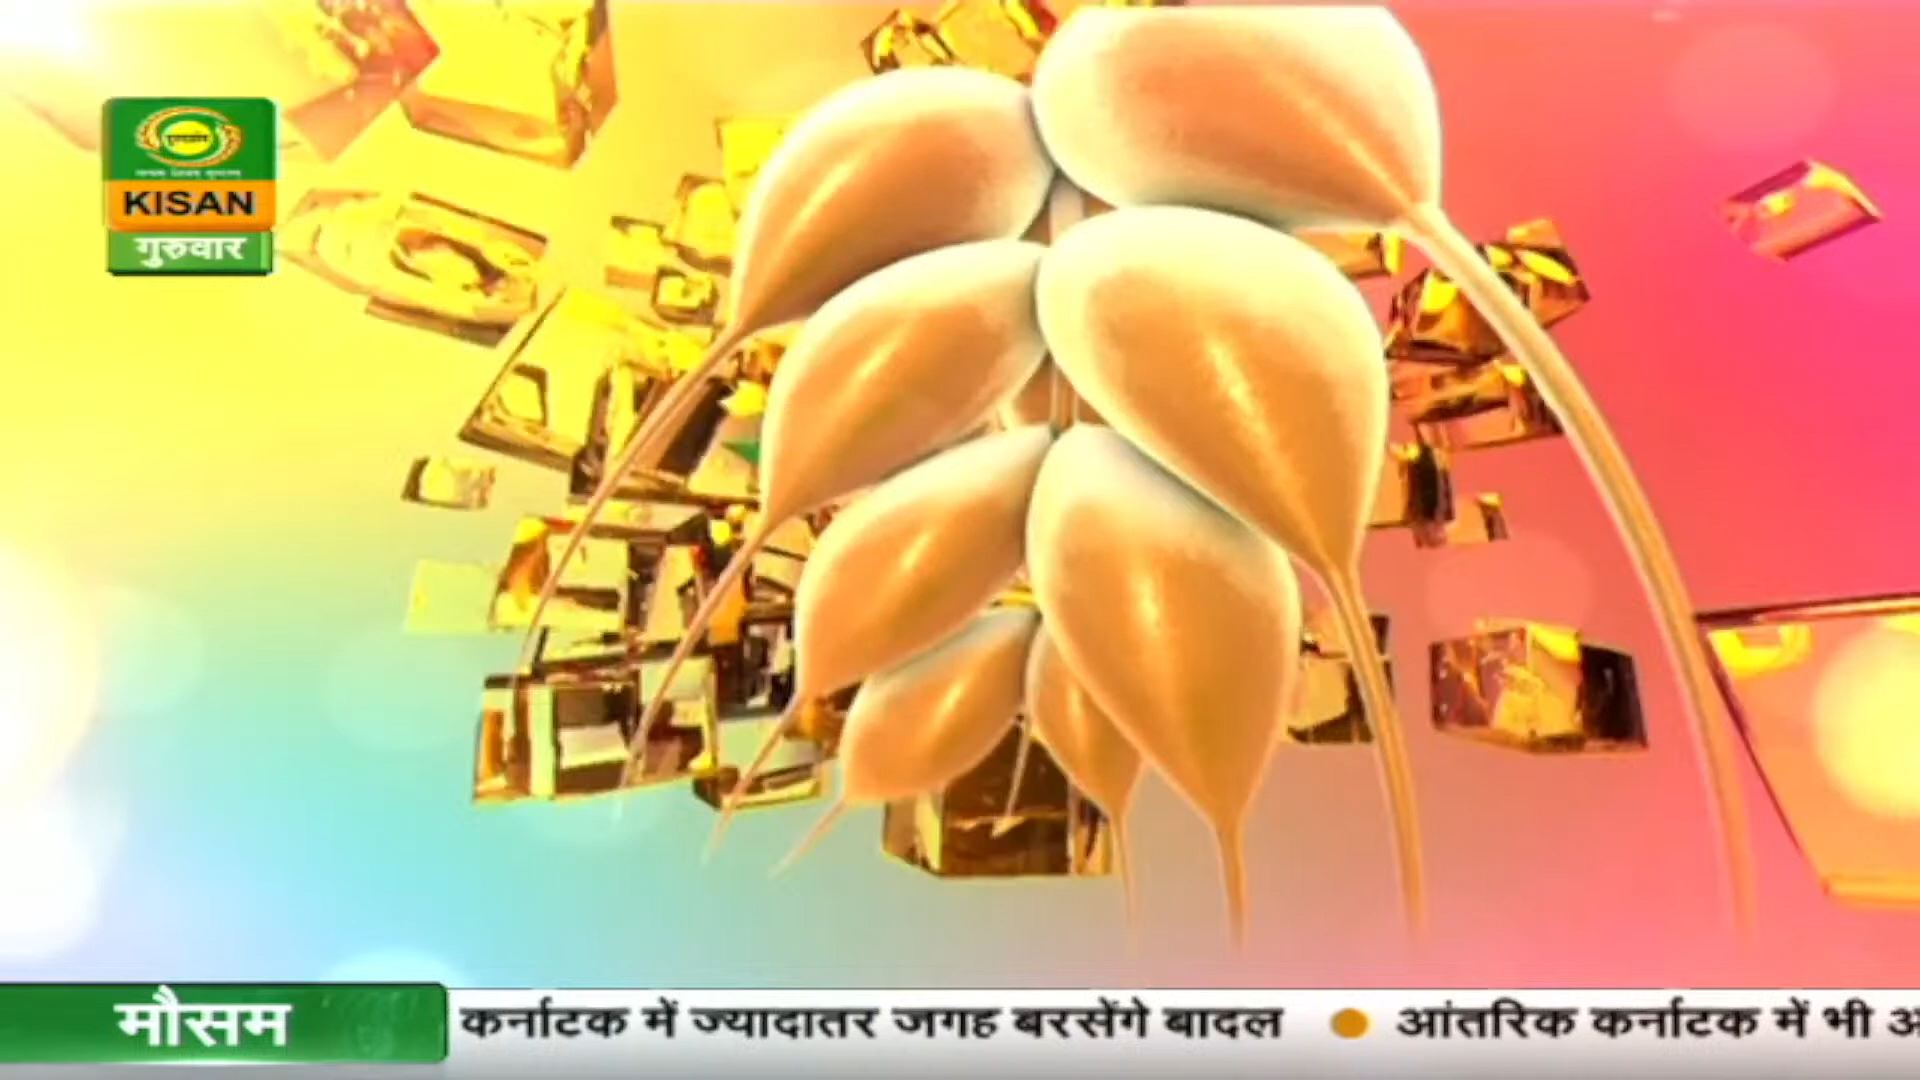 KISAN
गुरुवार
मौसम
कर्नाटक में ज्यादातर जगह बरसेंगे बादल
आंतरिक कर्नाटक में भी